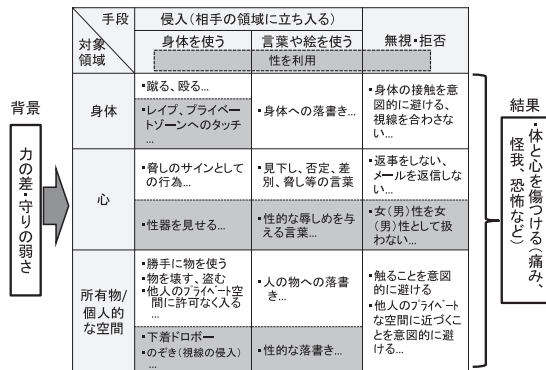 手段
対象
領域
侵入(相手の領域に立ち入る)
身体を使う
言葉や絵を使う
無視・拒否
性を利用
背景
力の差・守りの弱さ
身体
・蹴る、殴る...
・レイプ、プライベー
トゾーンへのタッチ
...
・身体への落書き...
・身体の接触を意
図的に避ける、
視線を合わさな
い...
心
・脅しのサインとして
の行為...
・性器を見せる...
・見下し、否定、差
別、脅し等の言葉
・性的な辱しめを与
える言葉...
・返事をしない、
メールを返信し
ない...
・女(男)性を女
(男)性として扱
わない...
所有物/
個人的
な空間
・勝手に物を使う
・物を壊す、盗む
・他人のプライベート空
間に許可なく入る
...
・下着ドロボー
・のぞき(視線の侵入)
...
・人の物への落書
き...
・性的な落書き...
・触ることを意図
的に避ける
・他人のプライベート
な空間に近づくこ
とを意図的に避
ける...
結果
・体と心を傷つける(痛み、
怪我、恐怖など)